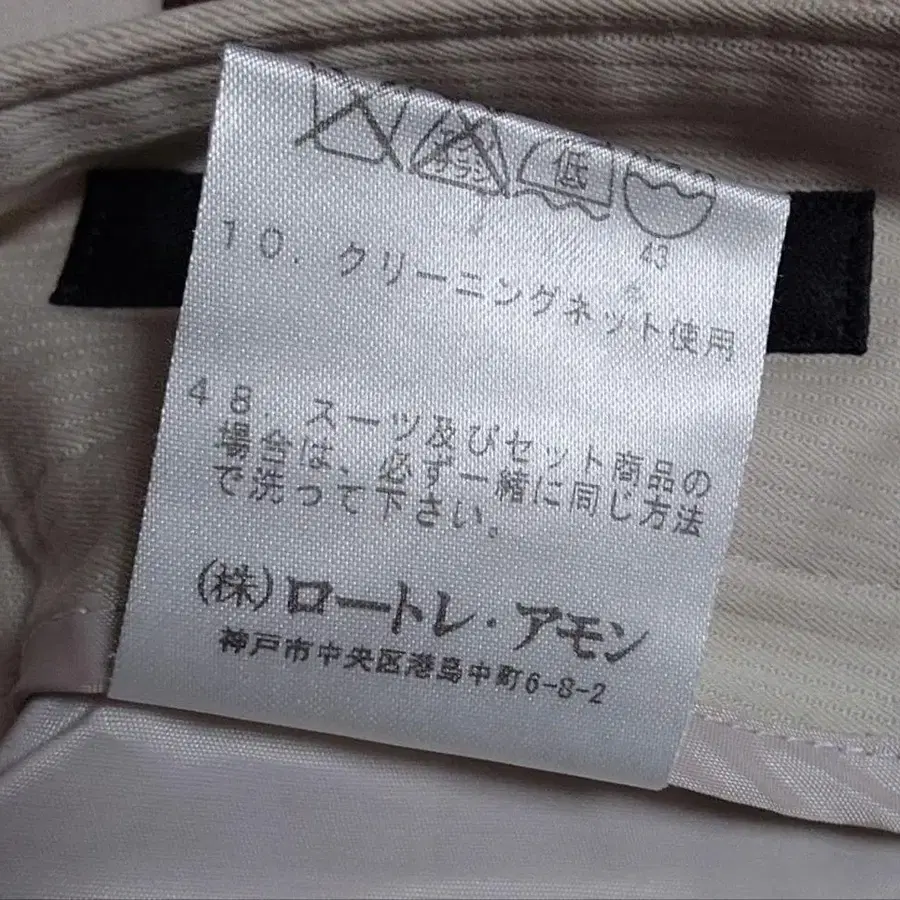 低
43
10. クリーニングネット使用
48. スーツ及びセット商品の
場合は、必ず一緒に同じ方法
で洗って下さい。
(株)ロートレ・アモン
神戸市中央区港島中町6-8-2